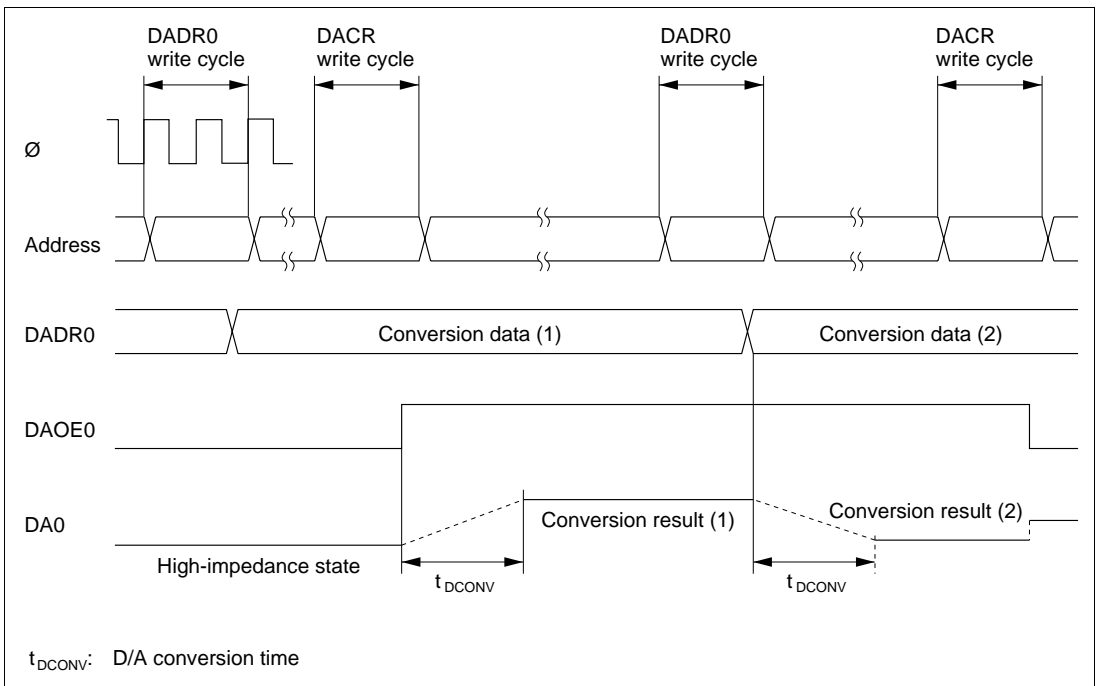 DADR0
write cycle
DACR
write cycle
DADR0
write cycle
DACR
write cycle
Ø
Address
DADR0
Conversion data (1)
Conversion data (2)
DAOE0
DA0
Conversion result (1)
Conversion result (2)
High-impedance state
tDCONV
tDCONV
tDCONV: D/A conversion time